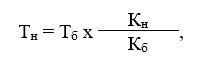 Тн = Тб х Кн
Кб ,